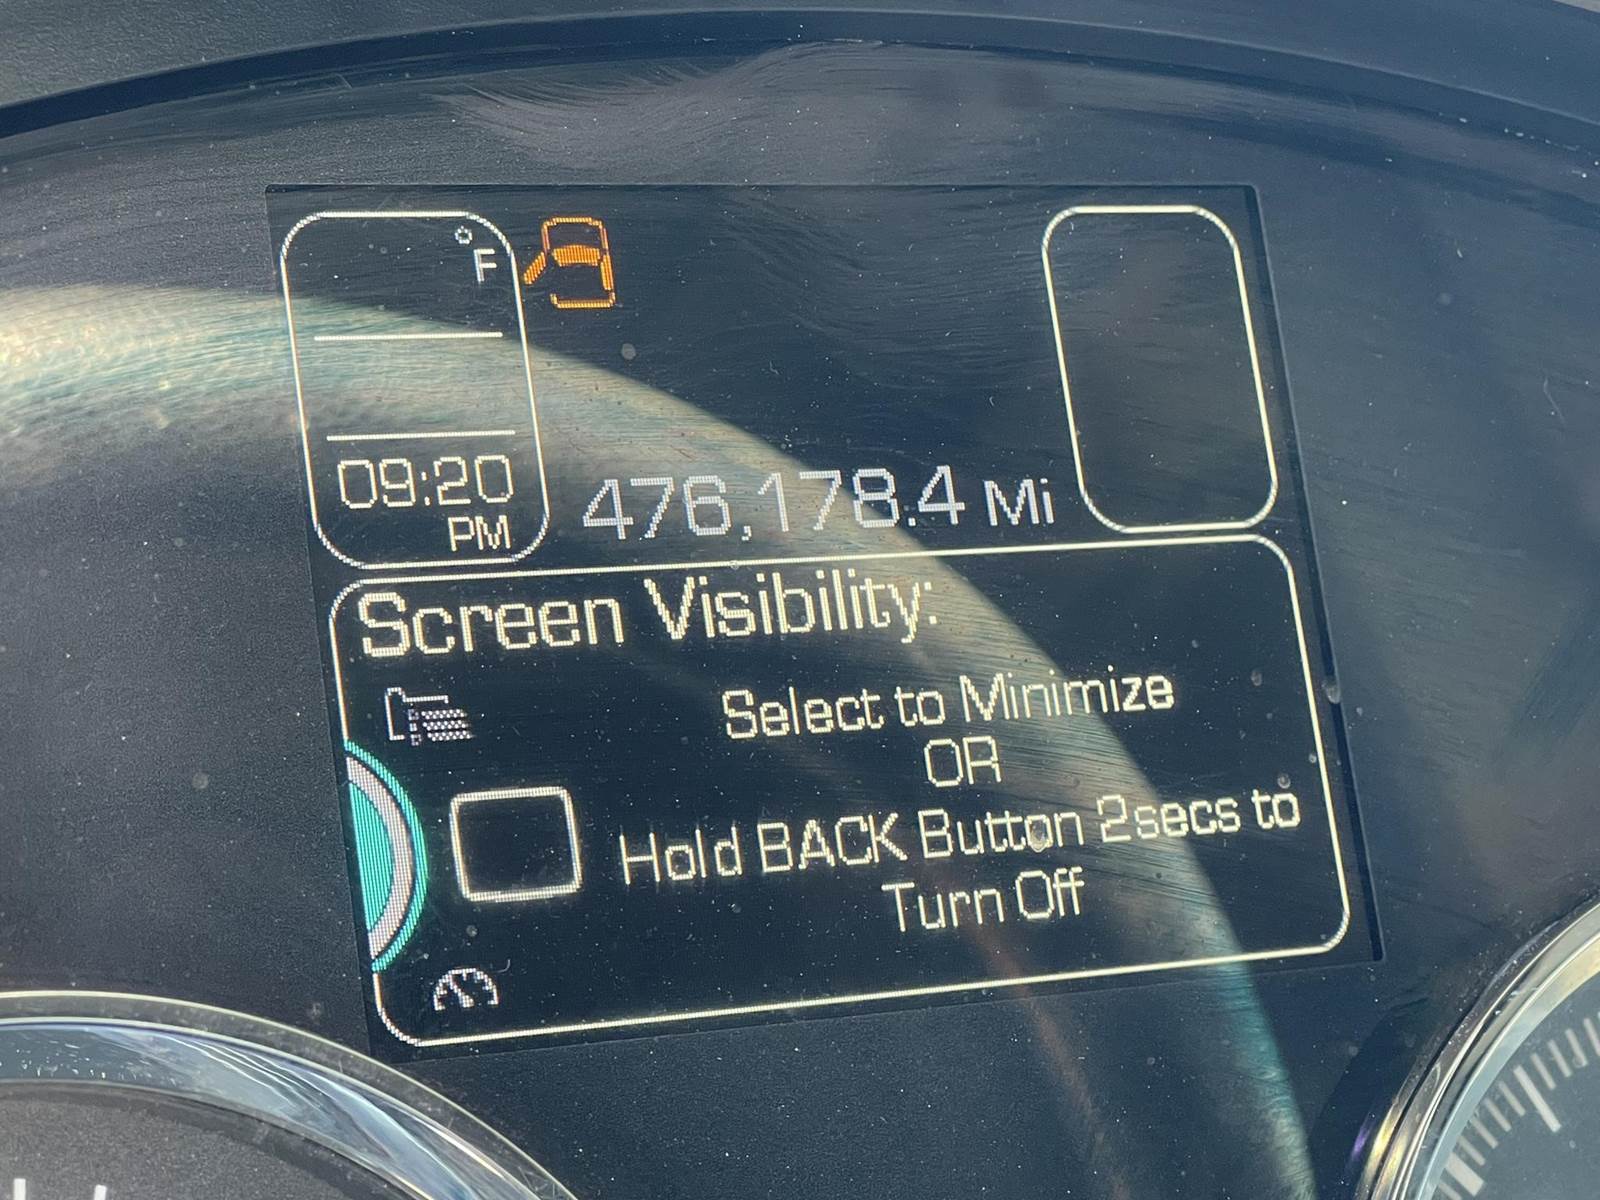 °F
09:20
PM
476,178.4 Mi
Screen Visibility:
Select to Minimize
OR
Hold BACK Button 2secs to
Turn Off